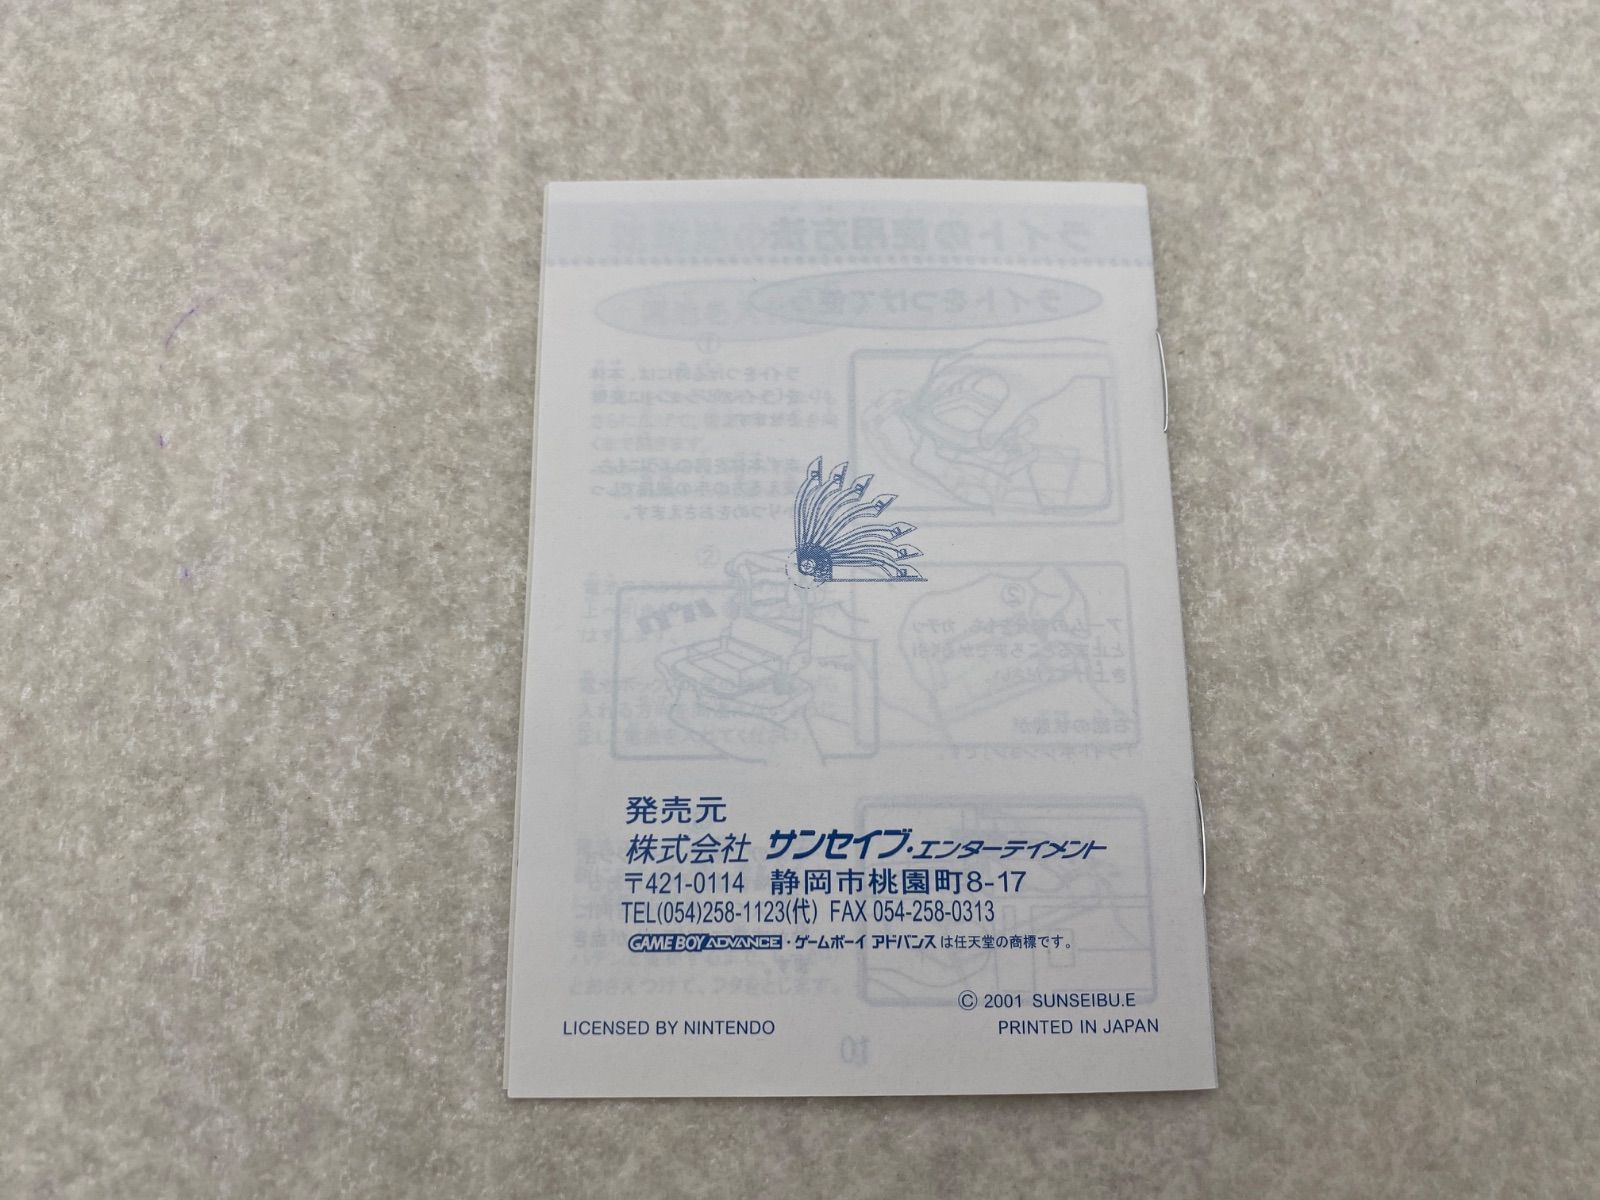 発売元
株式会社 サンセイブ・エンターテイメント
〒421-0114 静岡市桃園町8-17
TEL(054)258-1123(代) FAX 054-258-0313
GAME BOY ADVANCE・ゲームボーイ アドバンスは任天堂の商標です。
© 2001 SUNSEIBU.E
LICENSED BY NINTENDO
PRINTED IN JAPAN